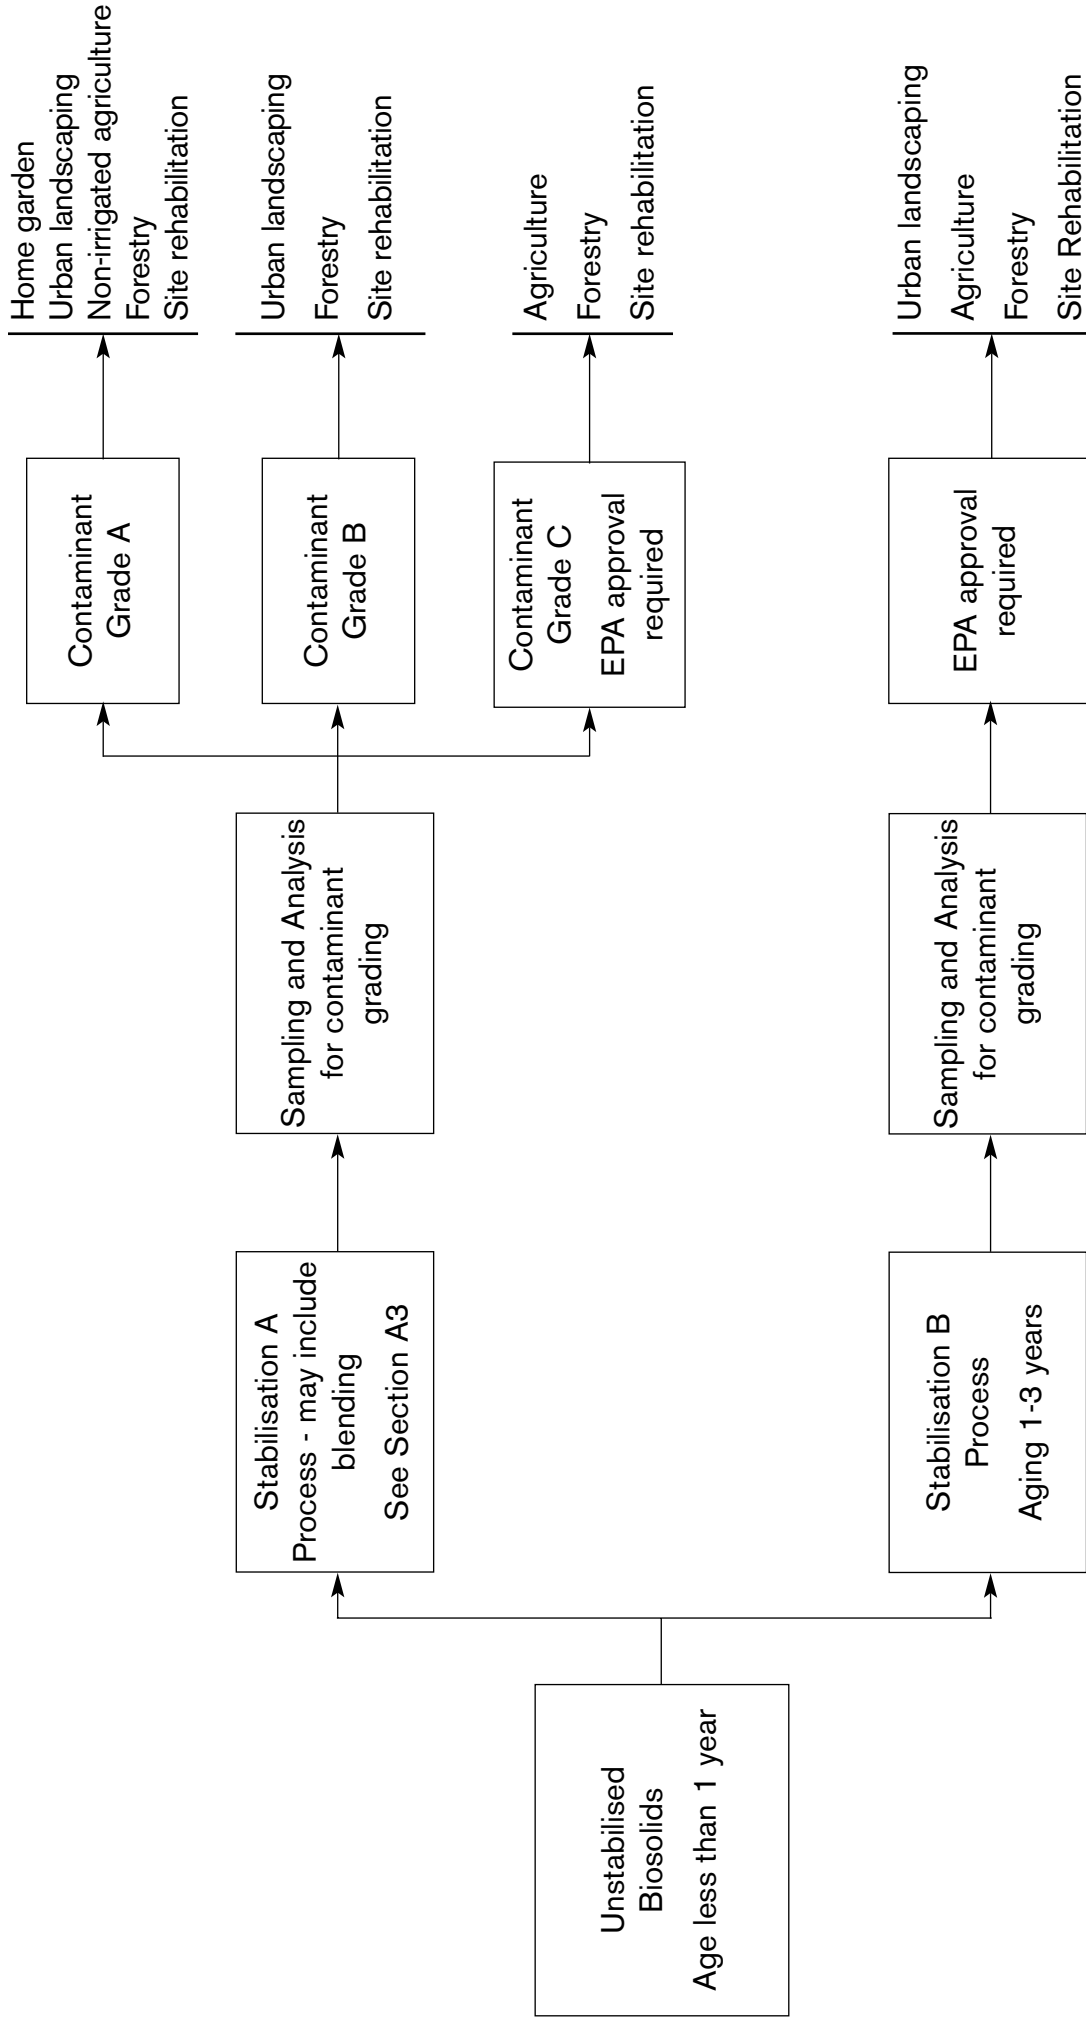 Unstabilised
Biosolids
Age less than 1 year
Stabilisation A
Process - may include
blending
See Section A3
Sampling and Analysis
for contaminant
grading
Contaminant
Grade A
Home garden
Urban landscaping
Non-irrigated agriculture
Forestry
Site rehabilitation
Contaminant
Grade B
Urban landscaping
Forestry
Site rehabilitation
Contaminant
Grade C
EPA approval
required
Agriculture
Forestry
Site rehabilitation
Stabilisation B
Process
Aging 1-3 years
Sampling and Analysis
for contaminant
grading
EPA approval
required
Urban landscaping
Agriculture
Forestry
Site Rehabilitation